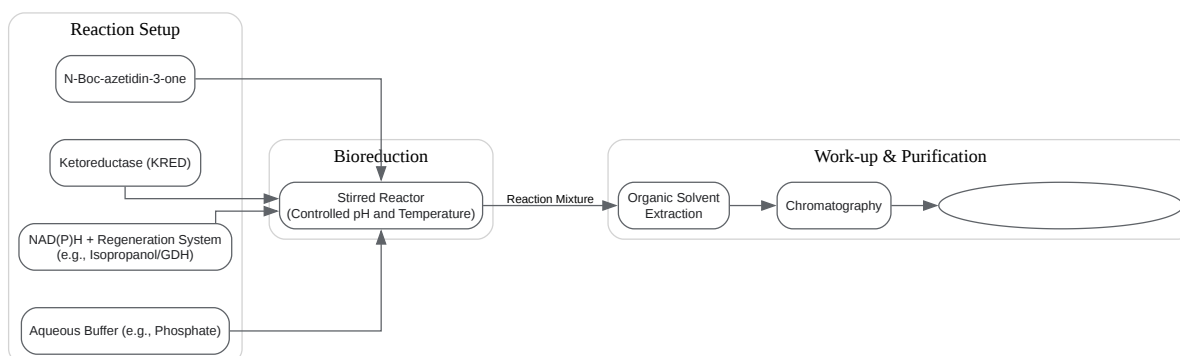 Reaction Setup
N-Boc-azetidin-3-one
Ketoreductase (KRED)
NAD(P)H + Regeneration System
(e.g., Isopropanol/GDH)
Aqueous Buffer (e.g., Phosphate)
Bioreduction
Stirred Reactor
(Controlled pH and Temperature)
Reaction Mixture
Work-up & Purification
Organic Solvent
Extraction
Chromatography